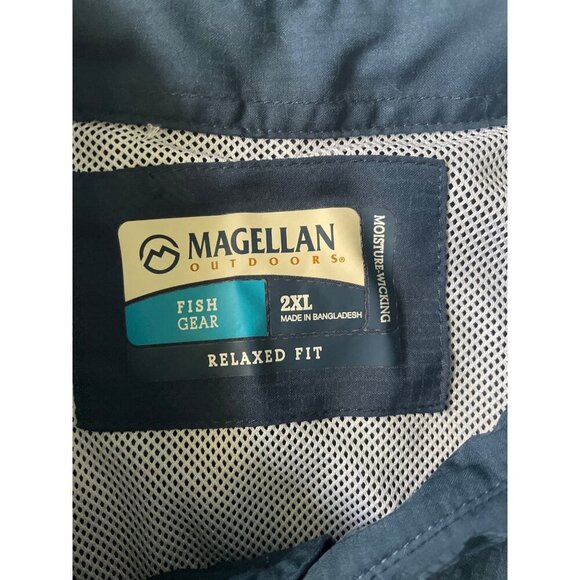 MAGELLAN
OUTDOORS®
FISH
GEAR
2XL
MADE IN BANGLADESH
MOISTURE-WICKING
RELAXED FIT